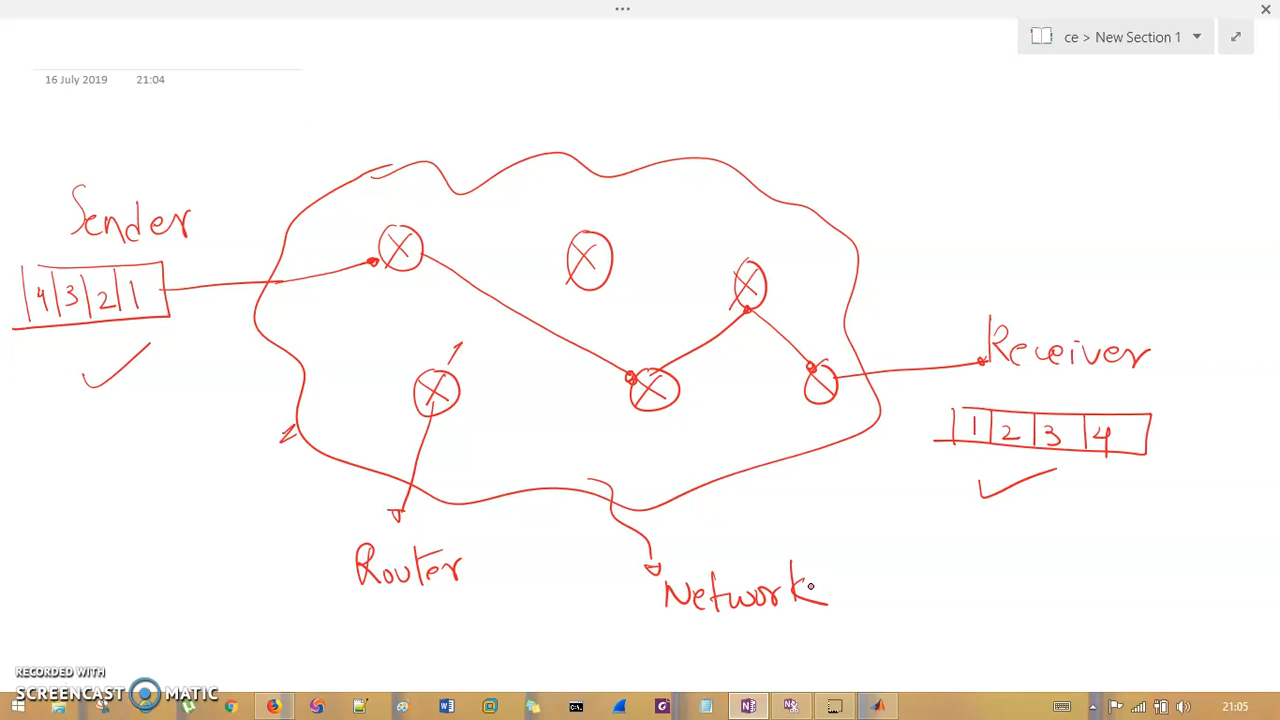 ce > New Section 1
16 July 2019 21:04
Sender
4 3 2 1
Receiver
1 2 3 4
Router
Network
RECORDED WITH
SCREENCAST MATIC
21:05